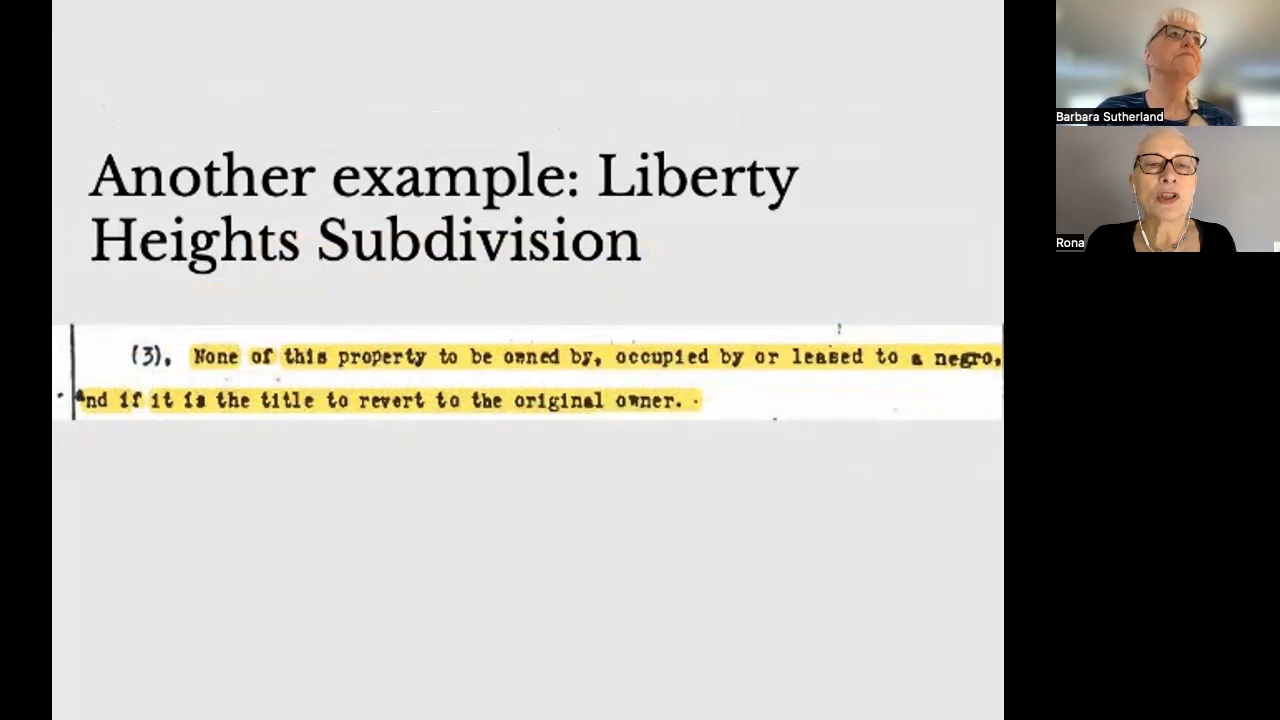 Another example: Liberty
Heights Subdivision
(3). None of this property to be owned by, occupied by or leased to a negro,
And if it is the title to revert to the original owner.
Barbara Sutherland
Rona